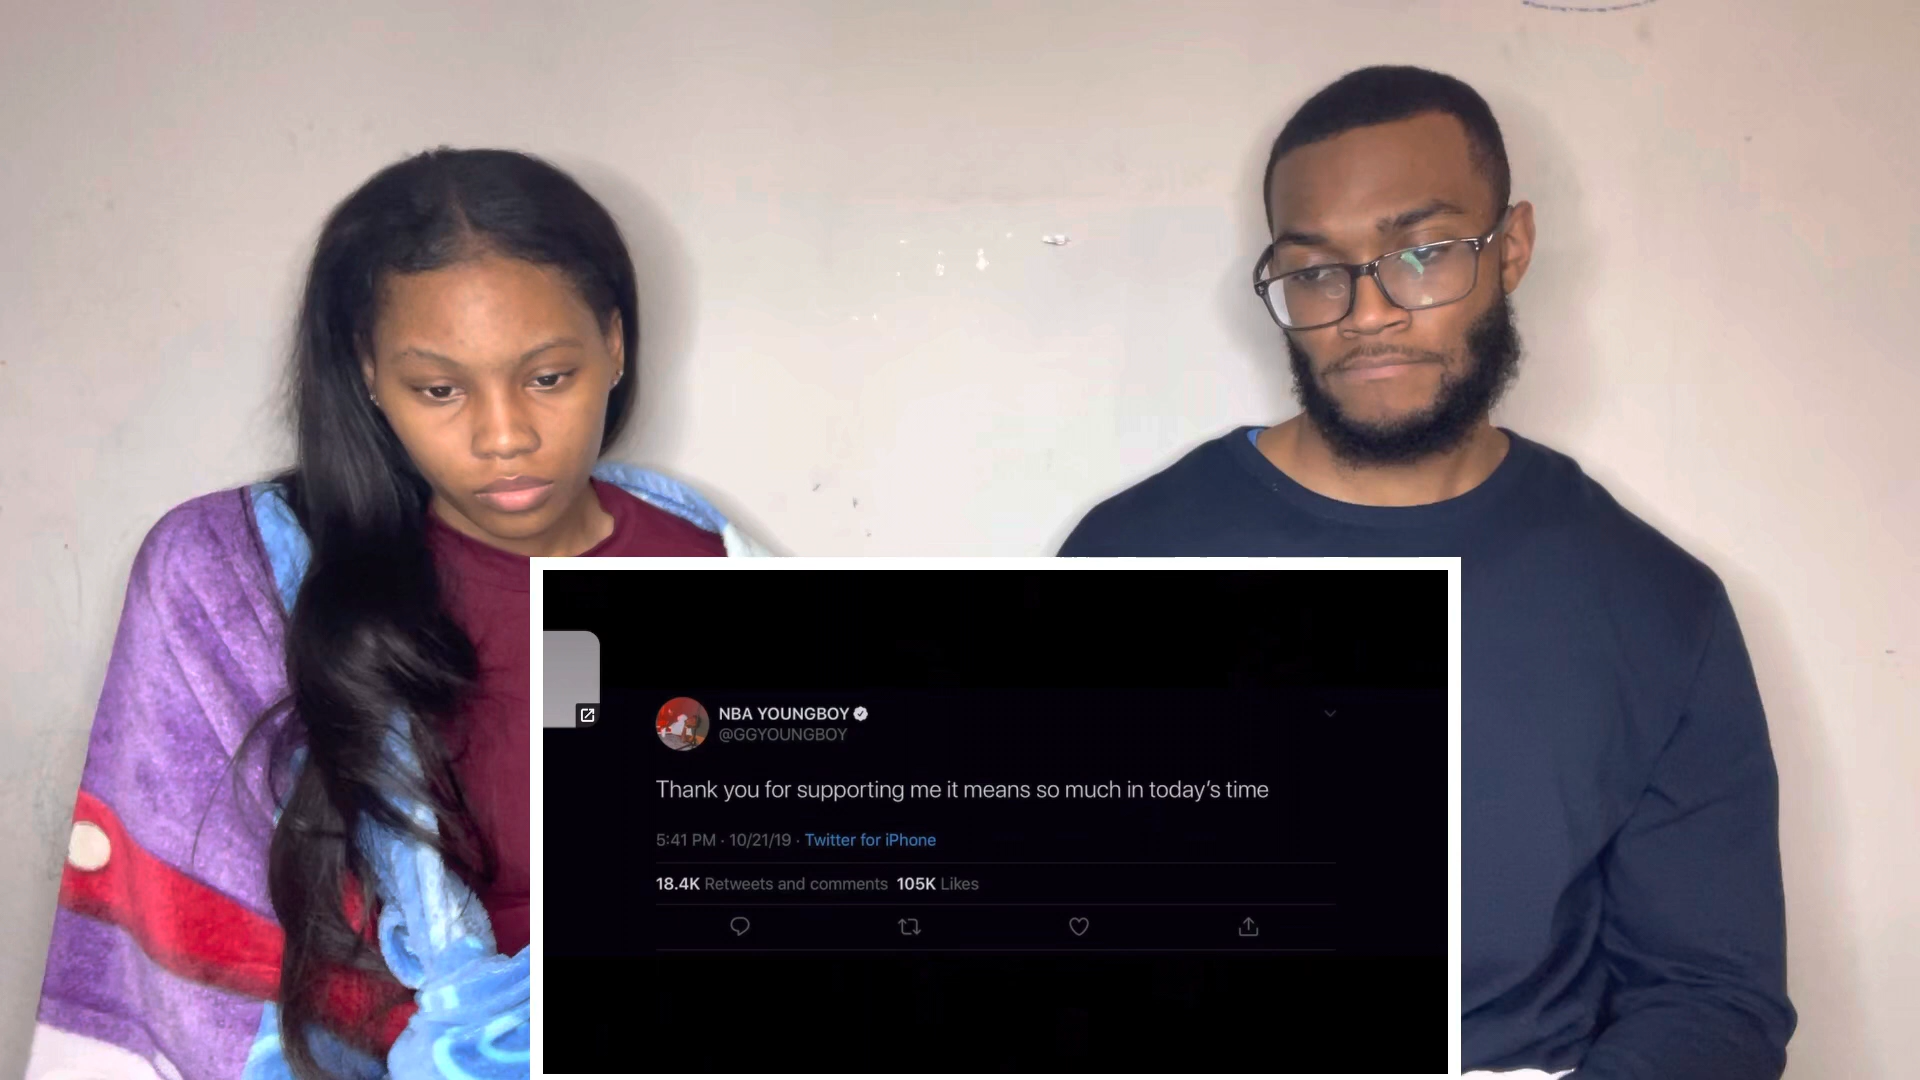 NBA YOUNGBOY
@GGYOUNGBOY
Thank you for supporting me it means so much in today’s time
5:41 PM · 10/21/19 · Twitter for iPhone
18.4K Retweets and comments 105K Likes